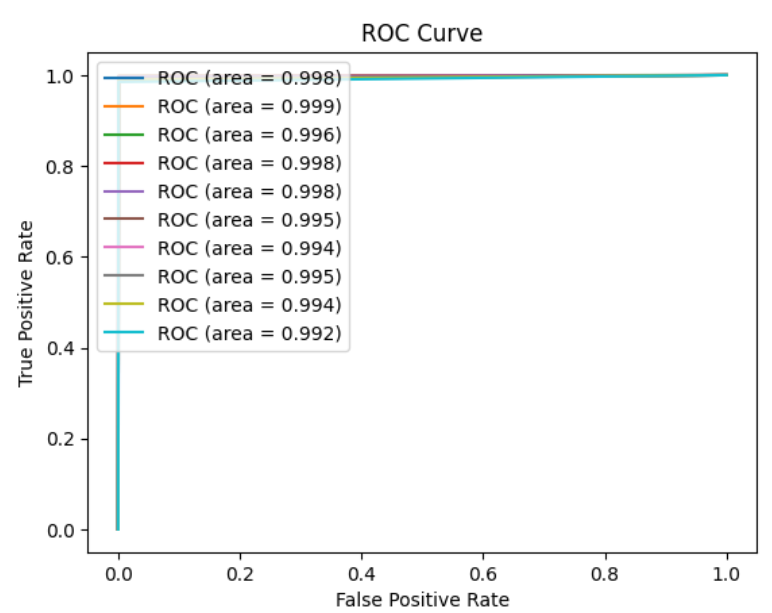 ROC Curve
1.0
0.8
0.6
0.4
0.2
0.0
True Positive Rate
ROC (area = 0.998)
ROC (area = 0.999)
ROC (area = 0.996)
ROC (area = 0.998)
ROC (area = 0.998)
ROC (area = 0.995)
ROC (area = 0.994)
ROC (area = 0.995)
ROC (area = 0.994)
ROC (area = 0.992)
0.0 0.2 0.4 0.6 0.8 1.0
False Positive Rate